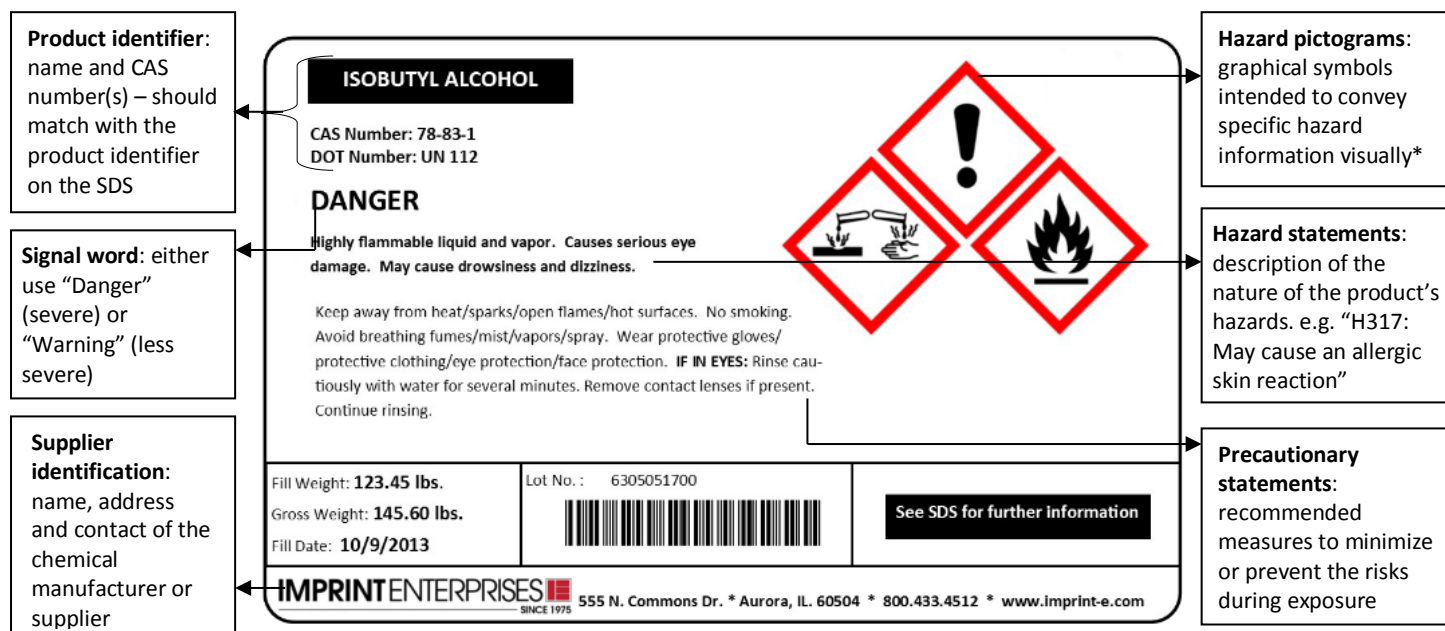 Product identifier:
name and CAS
number(s) – should
match with the
product identifier
on the SDS
Signal word: either
use “Danger”
(severe) or
“Warning” (less
severe)
Supplier
identification:
name, address
and contact of the
chemical
manufacturer or
supplier
ISOBUTYL ALCOHOL
CAS Number: 78-83-1
DOT Number: UN 112
DANGER
Highly flammable liquid and vapor. Causes serious eye
damage. May cause drowsiness and dizziness.
Keep away from heat/sparks/open flames/hot surfaces. No smoking.
Avoid breathing fumes/mist/vapors/spray. Wear protective gloves/
protective clothing/eye protection/face protection. IF IN EYES: Rinse cau-
tiously with water for several minutes. Remove contact lenses if present.
Continue rinsing.
Fill Weight: 123.45 lbs.
Gross Weight: 145.60 lbs.
Fill Date: 10/9/2013
Lot No. : 6305051700
See SDS for further information
IMPRINT ENTERPRISES
SINCE 1975
555 N. Commons Dr. * Aurora, IL. 60504 * 800.433.4512 * www.imprint-e.com
Hazard pictograms:
graphical symbols
intended to convey
specific hazard
information visually*
Hazard statements:
description of the
nature of the product’s
hazards. e.g. “H317:
May cause an allergic
skin reaction”
Precautionary
statements:
recommended
measures to minimize
or prevent the risks
during exposure